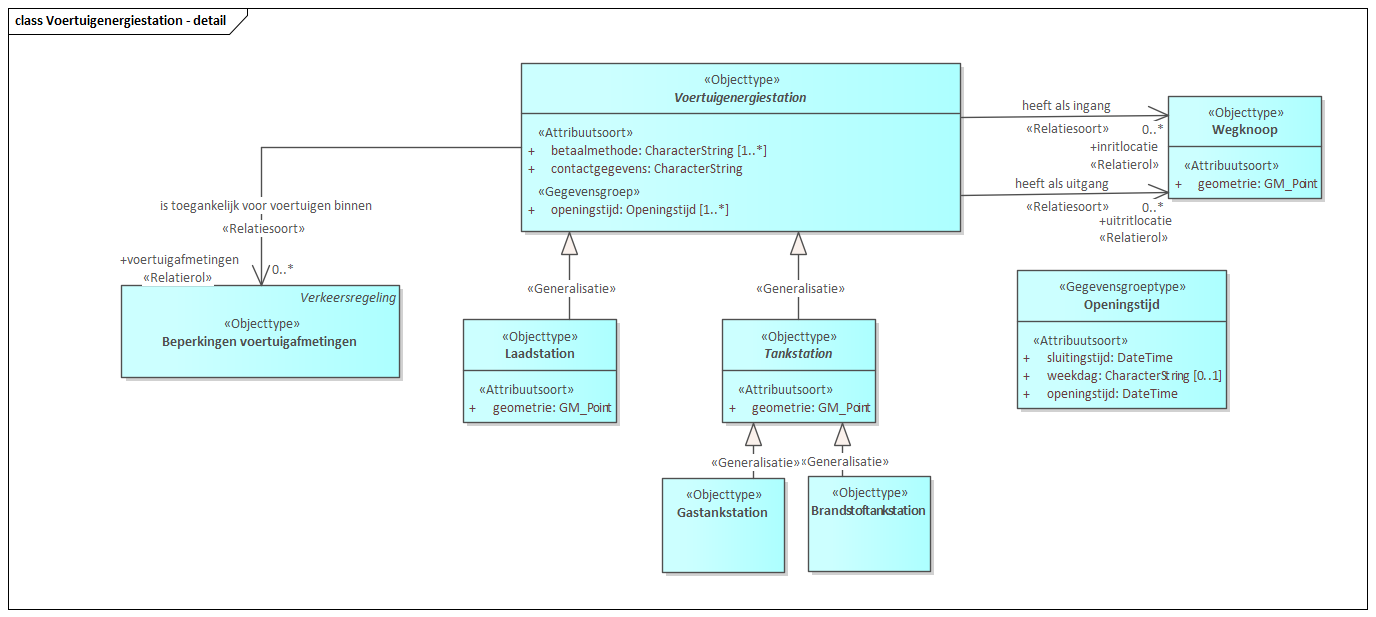 class Voertuigenergiestation - detail
«Objecttype»
Voertuigenergiestation
«Attribuutsoort»
+ betaalmethode: CharacterString [1..*]
+ contactgegevens: CharacterString
«Gegevensgroep»
+ openingstijd: Openingstijd [1..*]
heeft als ingang
«Relatiesoort»
0..*
+inritlocatie
«Relatierol»
heeft als uitgang
«Relatiesoort»
0..*
+uitritlocatie
«Relatierol»
«Objecttype»
Wegknoop
«Attribuutsoort»
+ geometrie: GM_Point
is toegankelijk voor voertuigen binnen
«Relatiesoort»
+voertuigafmetingen
«Relatierol»
0..*
Verkeersregeling
«Objecttype»
Beperkingen voertuigafmetingen
«Generalisatie»
«Generalisatie»
«Objecttype»
Laadstation
«Attribuutsoort»
+ geometrie: GM_Point
«Objecttype»
Tankstation
«Attribuutsoort»
+ geometrie: GM_Point
«Gegevensgroeptype»
Openingstijd
«Attribuutsoort»
+ sluitingstijd: DateTime
+ weekdag: CharacterString [0..1]
+ openingstijd: DateTime
«Generalisatie»
«Generalisatie»
«Objecttype»
Gastankstation
«Objecttype»
Brandstoftankstation